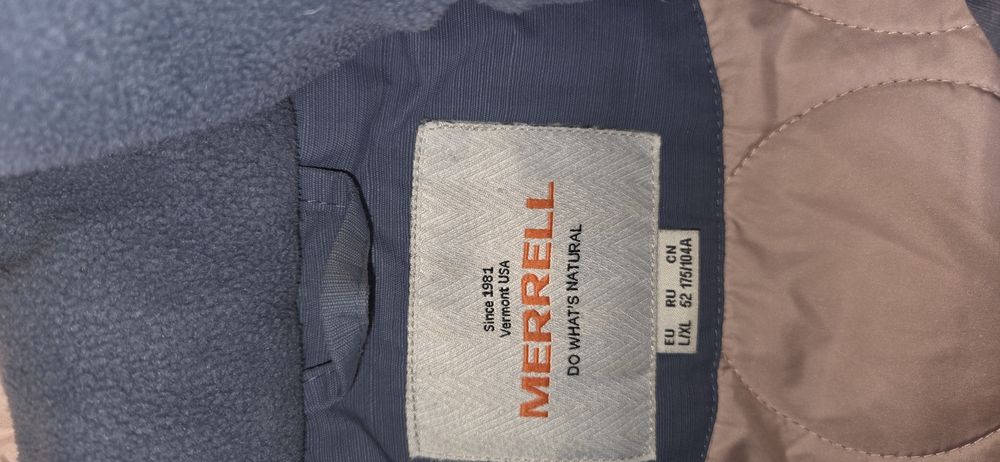 Since 1981
Vermont USA
MERRELL
DO WHAT'S NATURAL
EU RU CN
L/XL 52 175/104A